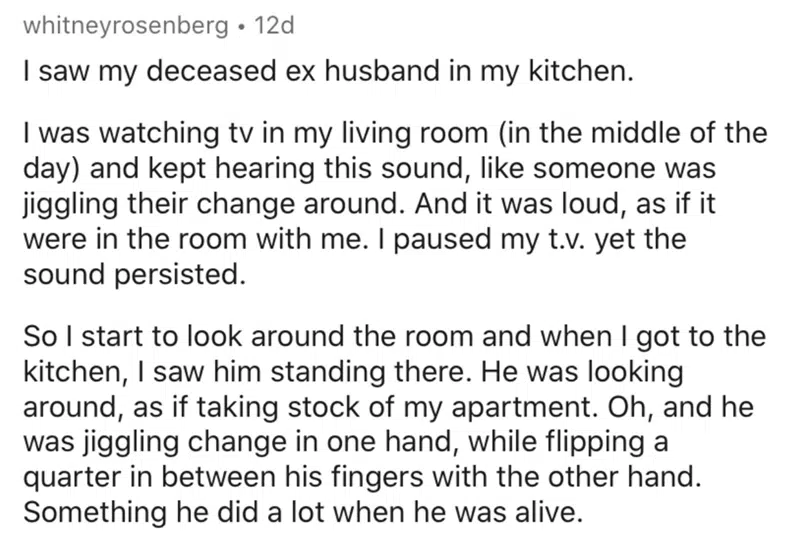 whitneyrosenberg • 12d
I saw my deceased ex husband in my kitchen.
I was watching tv in my living room (in the middle of the
day) and kept hearing this sound, like someone was
jiggling their change around. And it was loud, as if it
were in the room with me. I paused my t.v. yet the
sound persisted.
So I start to look around the room and when I got to the
kitchen, I saw him standing there. He was looking
around, as if taking stock of my apartment. Oh, and he
was jiggling change in one hand, while flipping a
quarter in between his fingers with the other hand.
Something he did a lot when he was alive.